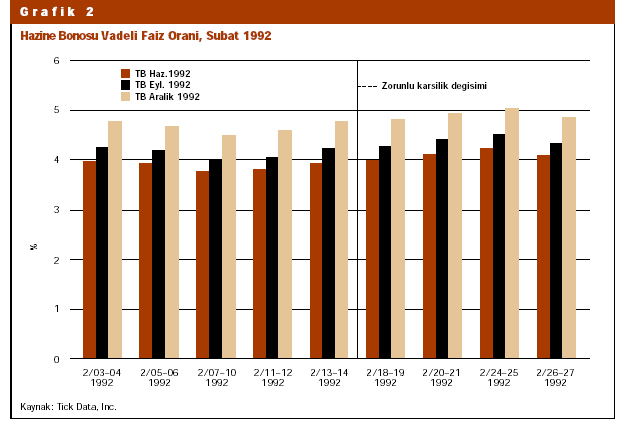 Grafik 2
Hazine Bonosu Vadeli Faiz Orani, Subat 1992
6
5
4
3
2
1
0
%
TB Haz.1992
TB Eyl. 1992
TB Aralik 1992
Zorunlu karsilik degisimi
2/03-04 2/05-06 2/07-10 2/11-12 2/13-14 2/18-19 2/20-21 2/24-25 2/26-27
1992 1992 1992 1992 1992 1992 1992 1992 1992
Kaynak: Tick Data, Inc.